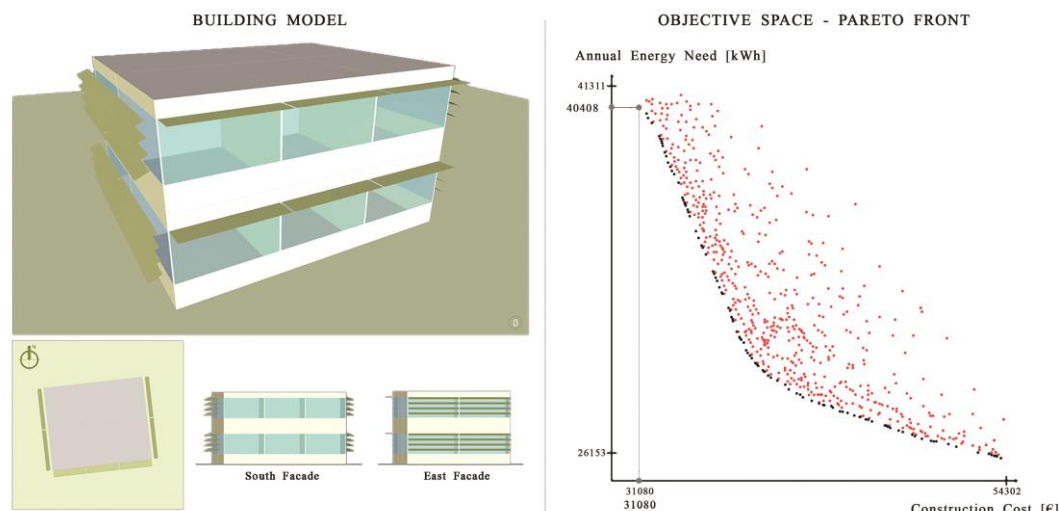 BUILDING MODEL
0
N
South Facade
East Facade
OBJECTIVE SPACE - PARETO FRONT
Annual Energy Need [kWh]
41311
40408
26153
31080
31080
54302
Construction Cost [€]